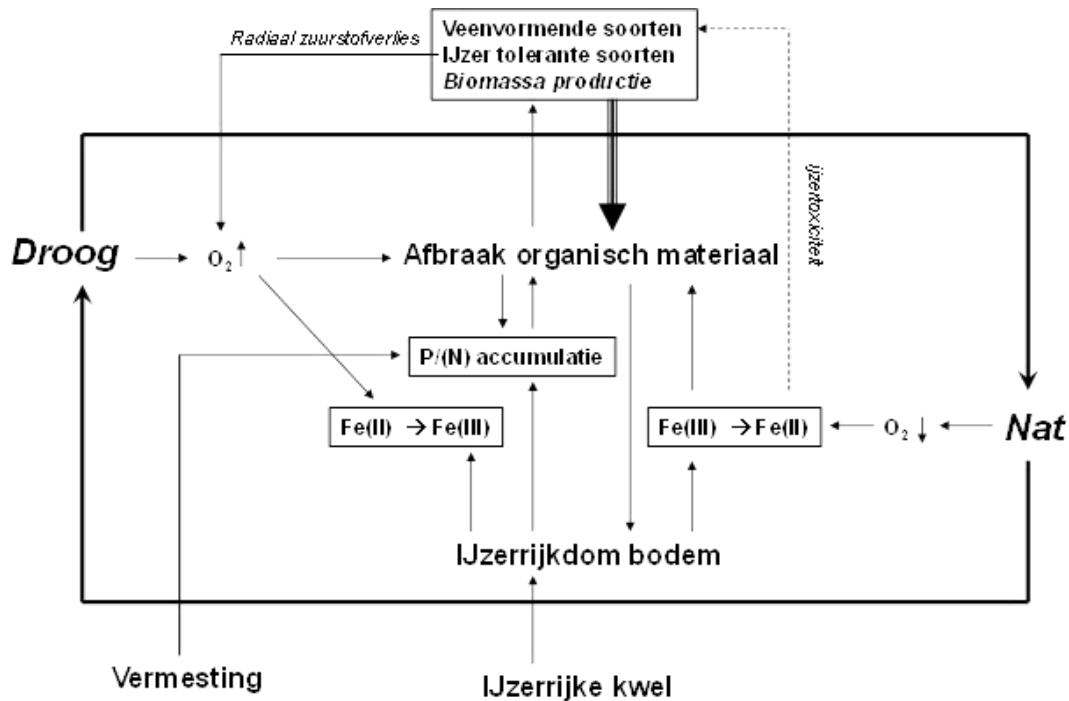 Radiaal zuurstofverlies
Veenvormende soorten
IJzer tolerante soorten
Biomassa productie
ijzertoxiciteit
Droog
O₂
Afbraak organisch materiaal
P/(N) accumulatie
Fe(II) → Fe(III)
Fe(III) → Fe(II)
O₂
Nat
IJzerrijkdom bodem
Vermesting
IJzerrijke kwel